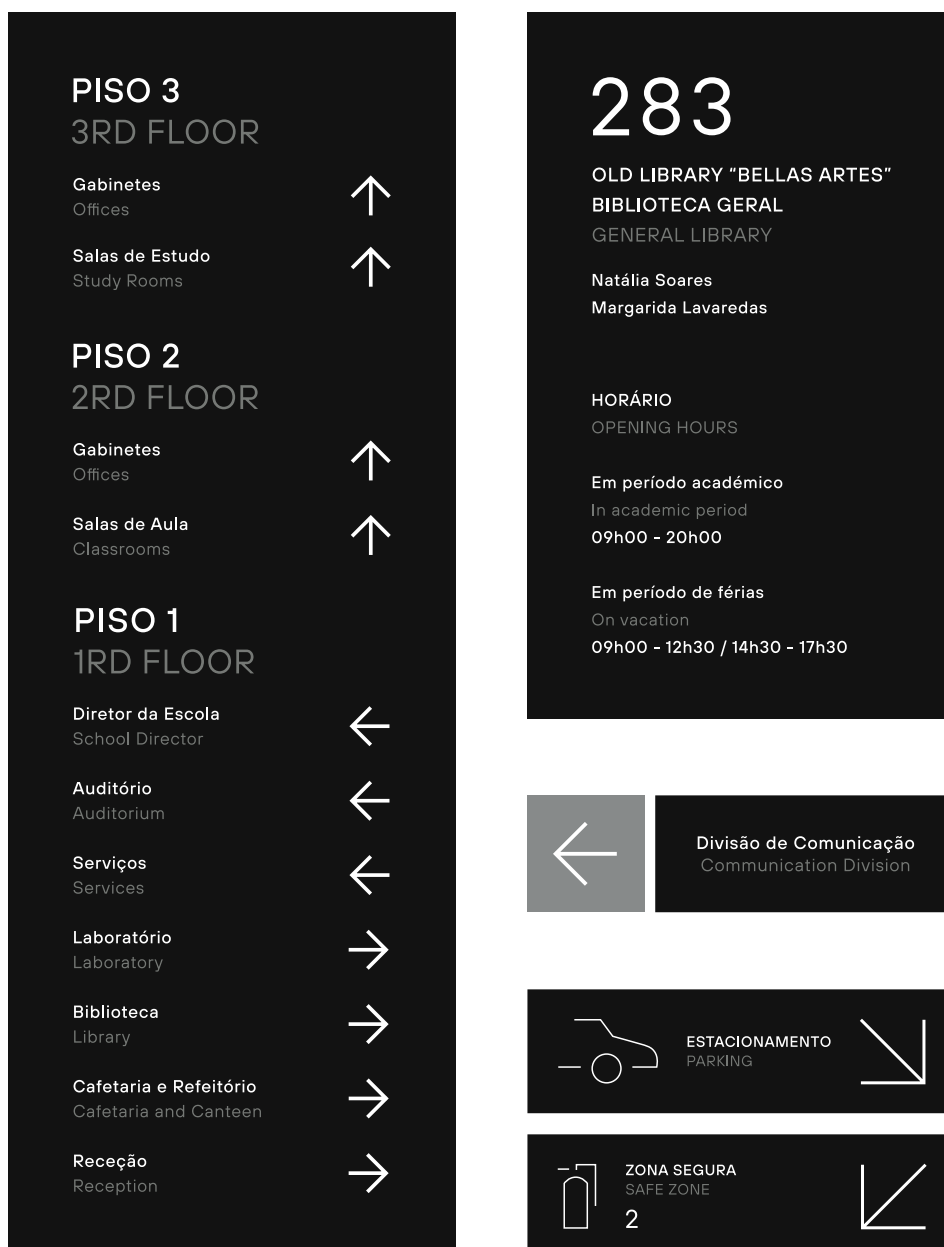 PISO 3
3RD FLOOR
Gabinetes
Offices
Salas de Estudo
Study Rooms
PISO 2
2RD FLOOR
Gabinetes
Offices
Salas de Aula
Classrooms
PISO 1
1RD FLOOR
Diretor da Escola
School Director
Auditório
Auditorium
Serviços
Services
Laboratório
Laboratory
Biblioteca
Library
Cafetaria e Refeitório
Cafetaria and Canteen
Receção
Reception
283
OLD LIBRARY "BELLAS ARTES"
BIBLIOTECA GERAL
GENERAL LIBRARY
Natália Soares
Margarida Lavaredas
HORÁRIO
OPENING HOURS
Em período académico
In academic period
09h00 - 20h00
Em período de férias
On vacation
09h00 - 12h30 / 14h30 - 17h30
Divisão de Comunicação
Communication Division
ESTACIONAMENTO
PARKING
ZONA SEGURA
SAFE ZONE
2